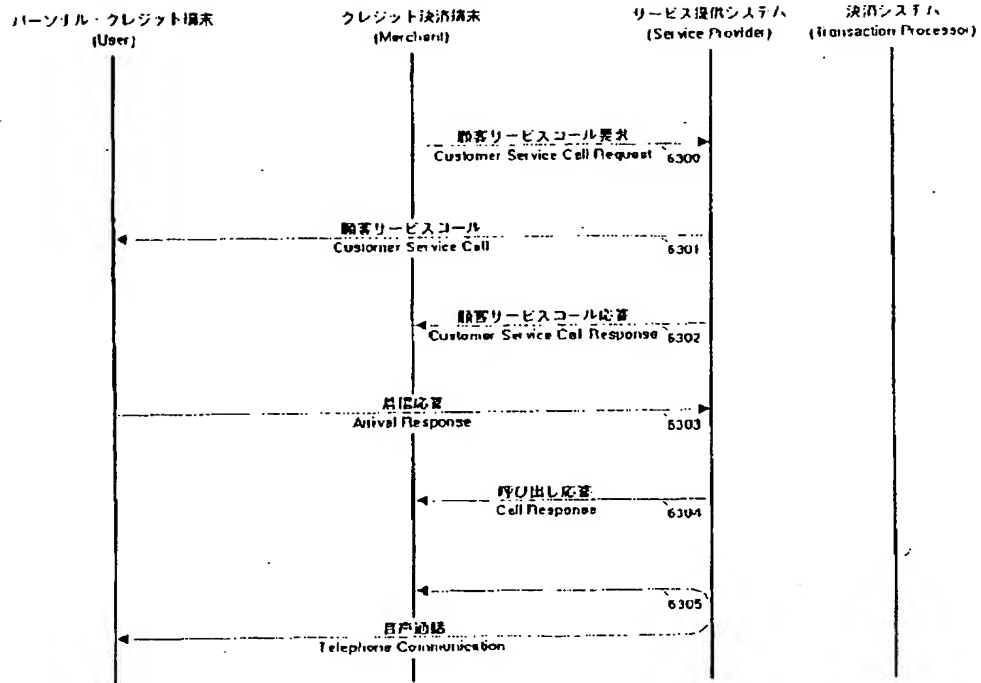 パーソナル・クレジット端末
(User)
クレジット決済端末
(Merchant)
サービス提供システム
(Service Provider)
決済システム
(Transaction Processor)
顧客サービスコール要求
Customer Service Call Request
6300
顧客サービスコール
Customer Service Call
6301
顧客サービスコール応答
Customer Service Call Response
6302
着信応答
Arrival Response
6303
呼び出し応答
Call Response
6304
6305
音声通話
Telephone Communication